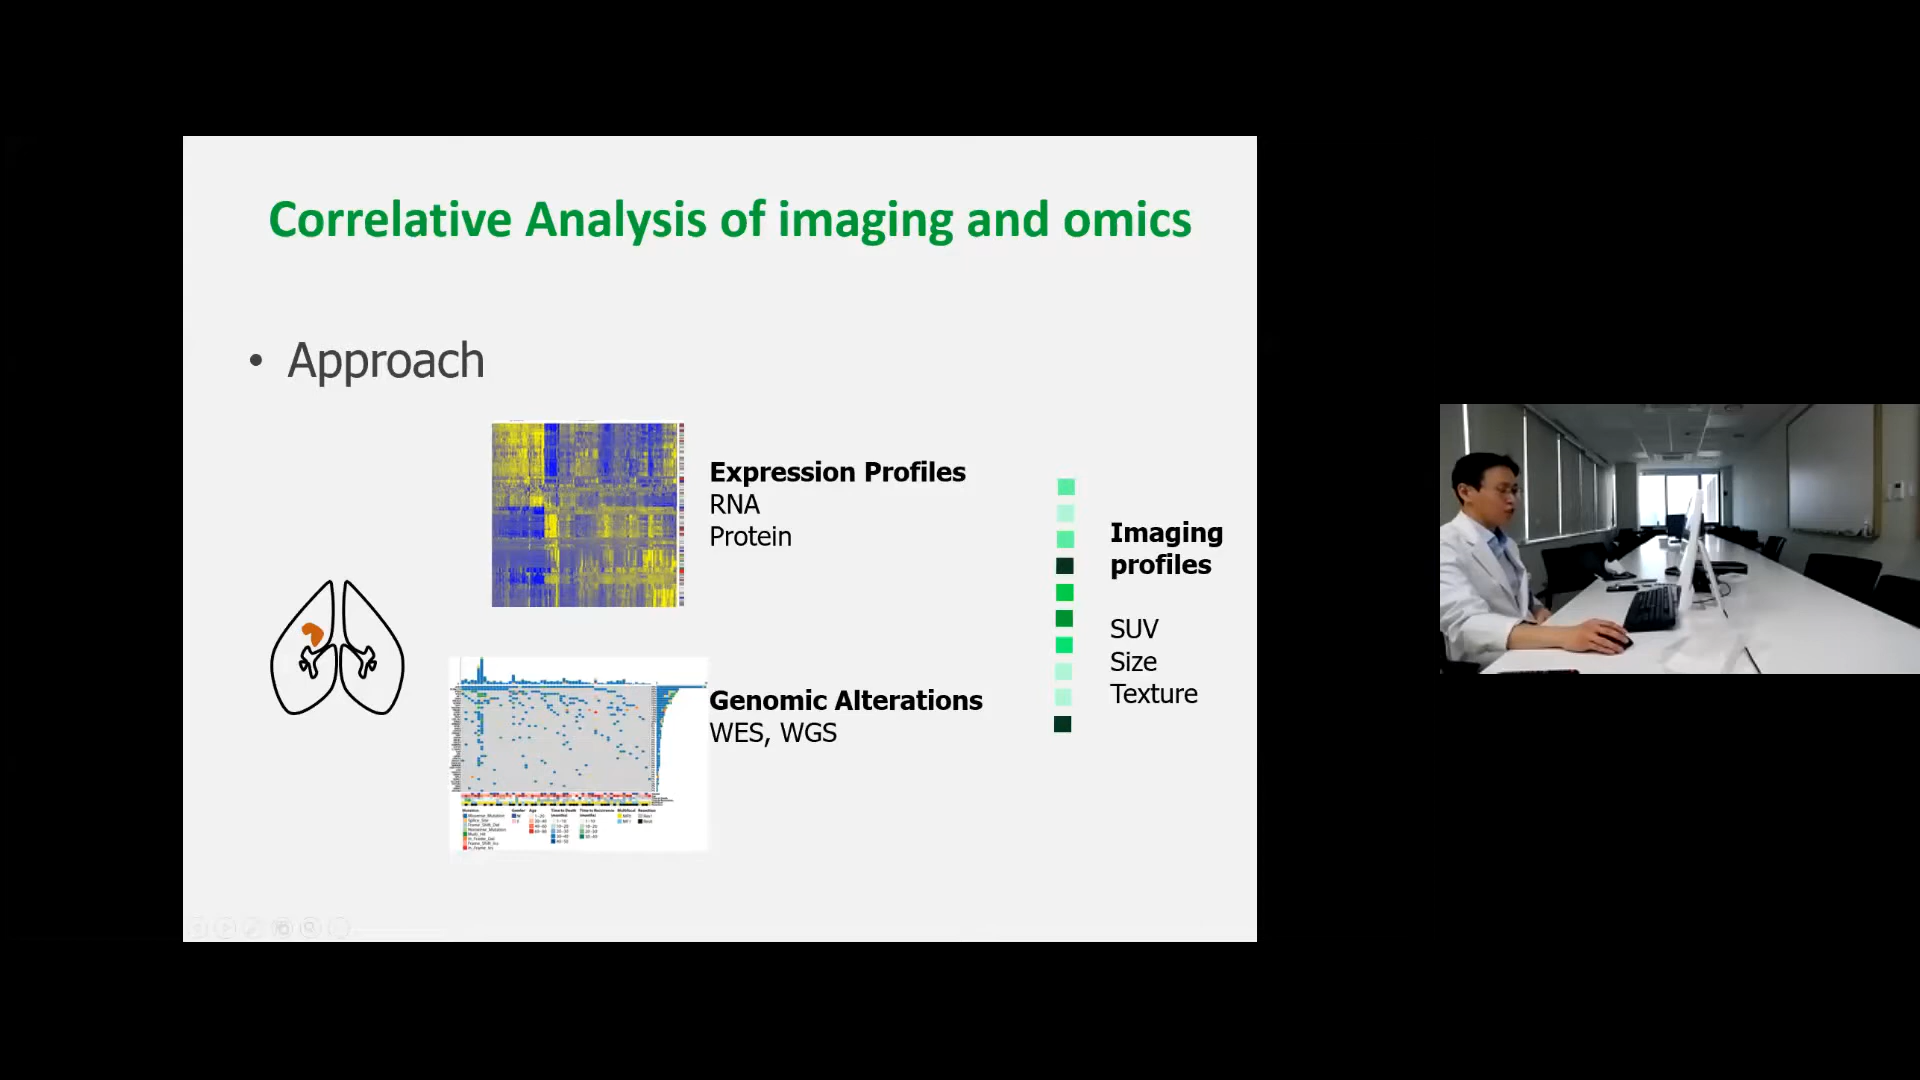 Correlative Analysis of imaging and omics
• Approach
Expression Profiles
RNA
Protein
Genomic Alterations
WES, WGS
Imaging
profiles
SUV
Size
Texture